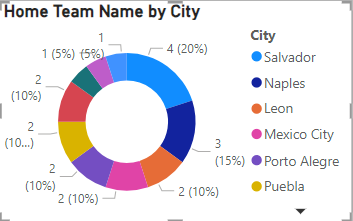 Home Team Name by City
1
1 (5%)
(5%)
4 (20%)
2
(10%)
2
(10...)
2
(10%)
2 (10%)
2 (10%)
3
(15%)
City
Salvador
Naples
Leon
Mexico City
Porto Alegre
Puebla